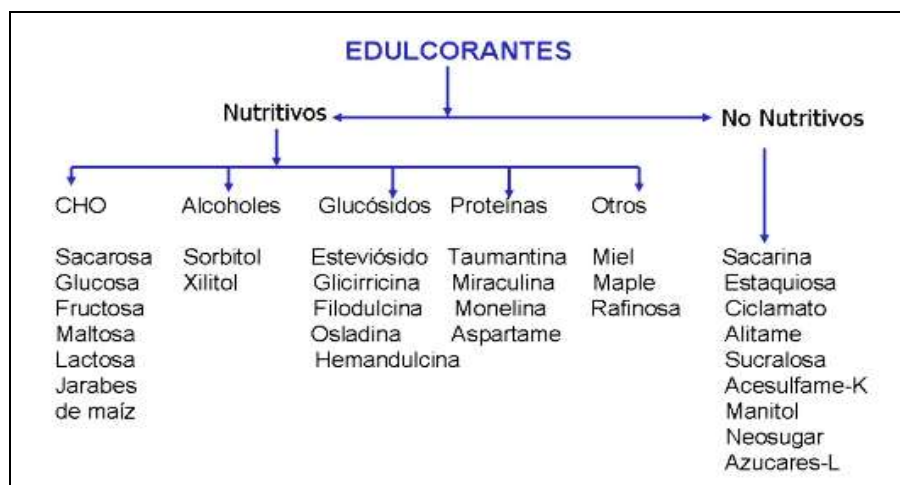 EDULCORANTES
Nutritivos
No Nutritivos
CHO
Sacarosa
Glucosa
Fructosa
Maltosa
Lactosa
Jarabes
de maíz
Alcoholes
Sorbitol
Xilitol
Glucósidos
Esteviósido
Glicirricina
Filodulcina
Osladina
Hemandulcina
Proteínas
Taumantina
Miraculina
Monelina
Aspartame
Otros
Miel
Maple
Rafinosa
Sacarina
Estaquiosa
Ciclamato
Alitame
Sucralosa
Acesulfame-K
Manitol
Neosugar
Azucares-L